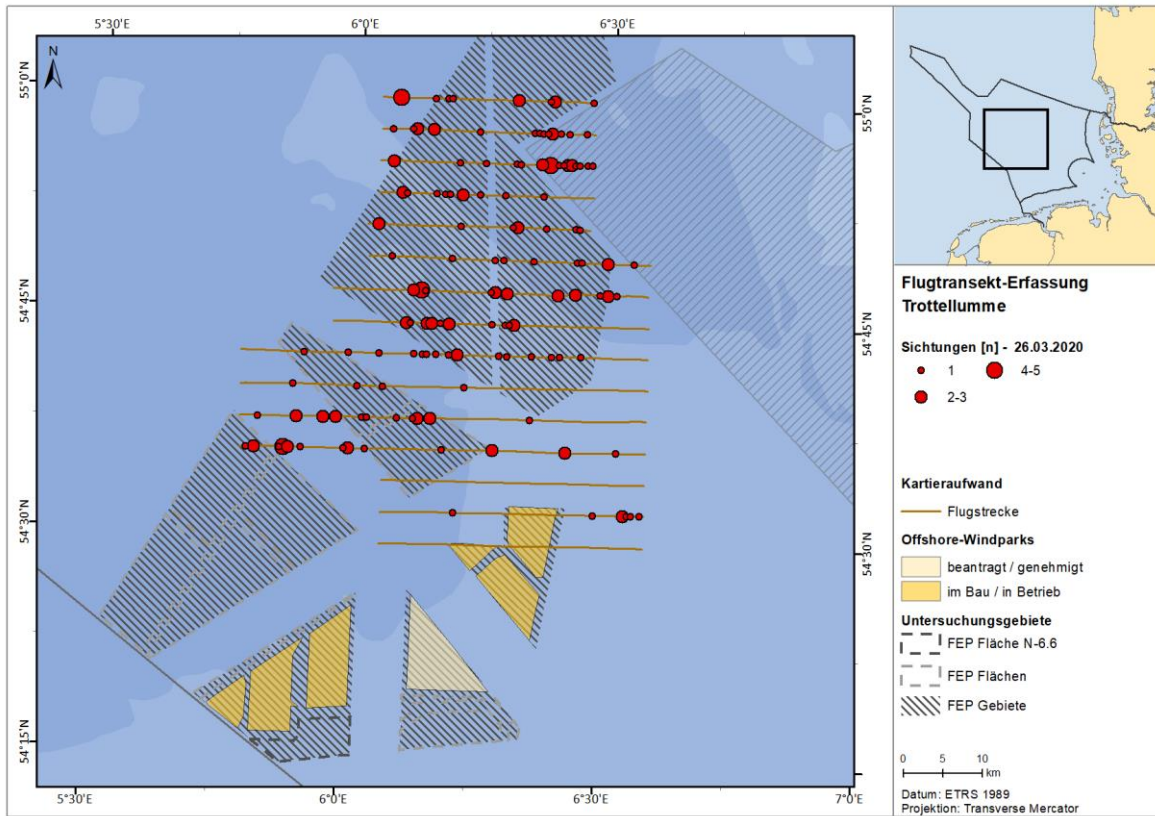 5°30'E
6°0'E
6°30'E
N
55°0'N
55°0'N
54°45'N
54°45'N
54°30'N
54°30'N
54°15'N
5°30'E
6°0'E
6°30'E
7°0'E
Flugtransekt-Erfassung
Trottellumme
Sichtungen [n] - 26.03.2020
1
4-5
2-3
Kartieraufwand
Flugstrecke
Offshore-Windparks
beantragt / genehmigt
im Bau / in Betrieb
Untersuchungsgebiete
FEP Fläche N-6.6
FEP Flächen
FEP Gebiete
0 5 10
km
Datum: ETRS 1989
Projektion: Transverse Mercator